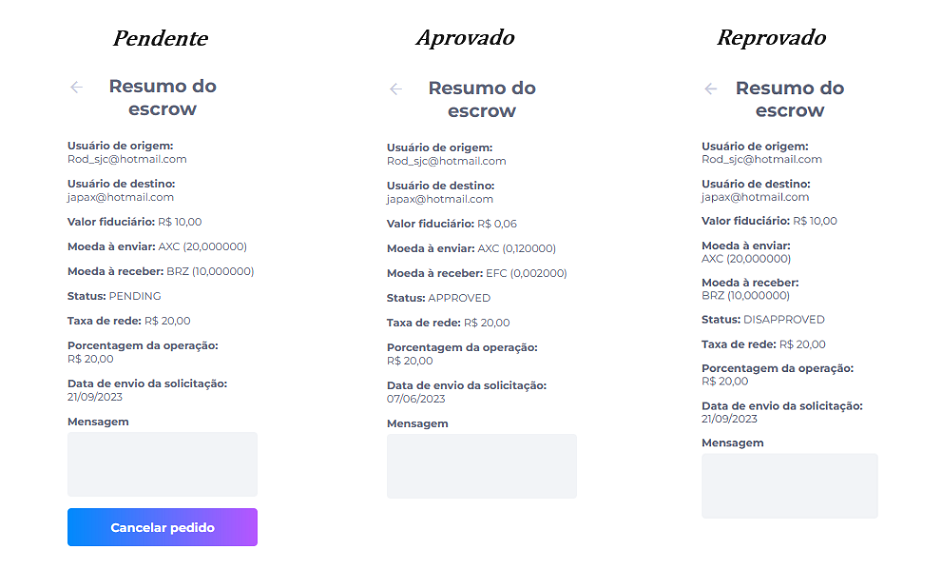 Pendente
Resumo do
escrow
Usuário de origem:
Rod_sjc@hotmail.com
Usuário de destino:
japax@hotmail.com
Valor fiduciário: R$ 10,00
Moeda à enviar: AXC (20,000000)
Moeda à receber: BRZ (10,000000)
Status: PENDING
Taxa de rede: R$ 20,00
Porcentagem da operação:
R$ 20,00
Data de envio da solicitação:
21/09/2023
Mensagem
Cancelar pedido
Aprovado
Resumo do
escrow
Usuário de origem:
Rod_sjc@hotmail.com
Usuário de destino:
japax@hotmail.com
Valor fiduciário: R$ 0,06
Moeda à enviar: AXC (0,120000)
Moeda à receber: EFC (0,002000)
Status: APPROVED
Taxa de rede: R$ 20,00
Porcentagem da operação:
R$ 20,00
Data de envio da solicitação:
07/06/2023
Mensagem
Reprovado
Resumo do
escrow
Usuário de origem:
Rod_sjc@hotmail.com
Usuário de destino:
japax@hotmail.com
Valor fiduciário: R$ 10,00
Moeda à enviar:
AXC (20,000000)
Moeda à receber:
BRZ (10,000000)
Status: DISAPPROVED
Taxa de rede: R$ 20,00
Porcentagem da operação:
R$ 20,00
Data de envio da solicitação:
21/09/2023
Mensagem